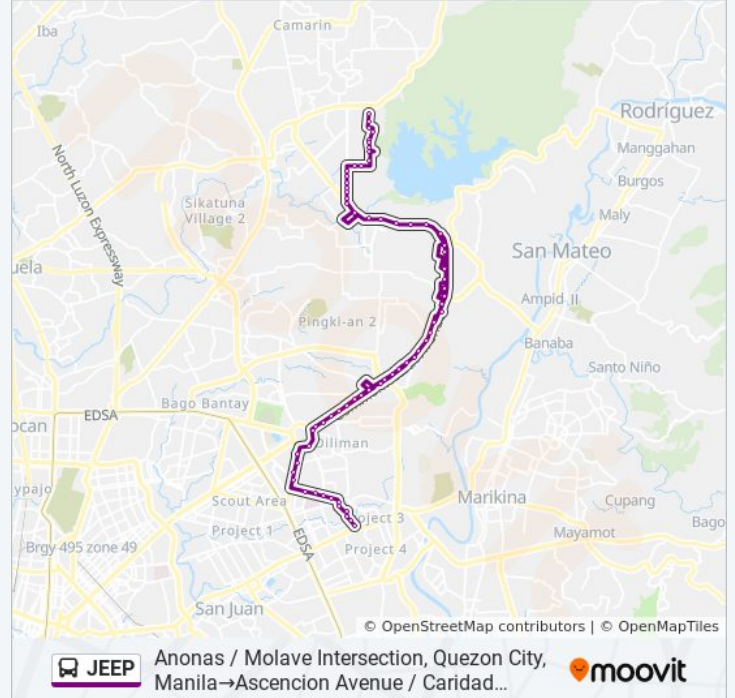 Iba
Camarin
Rodríguez
Manggahan
Burgos
Maly
North Luzon Expressway
Sikatuna
Village 2
San Mateo
uela
Ampid II
Pingkl-an 2
Banaba
Santo Niño
EDSA
Bago Bantay
ocan
Diliman
ypajo
Scout Area
Marikina
Cupang
Project 1
oject 3
Mayamot
Bago
EDSA
Project 4
Brgy 495 zone 49
San Juan
© OpenStreetMap contributors | © OpenMapTiles
JEEP
Anonas / Molave Intersection, Quezon City,
Manila→Ascencion Avenue / Caridad...
moovit